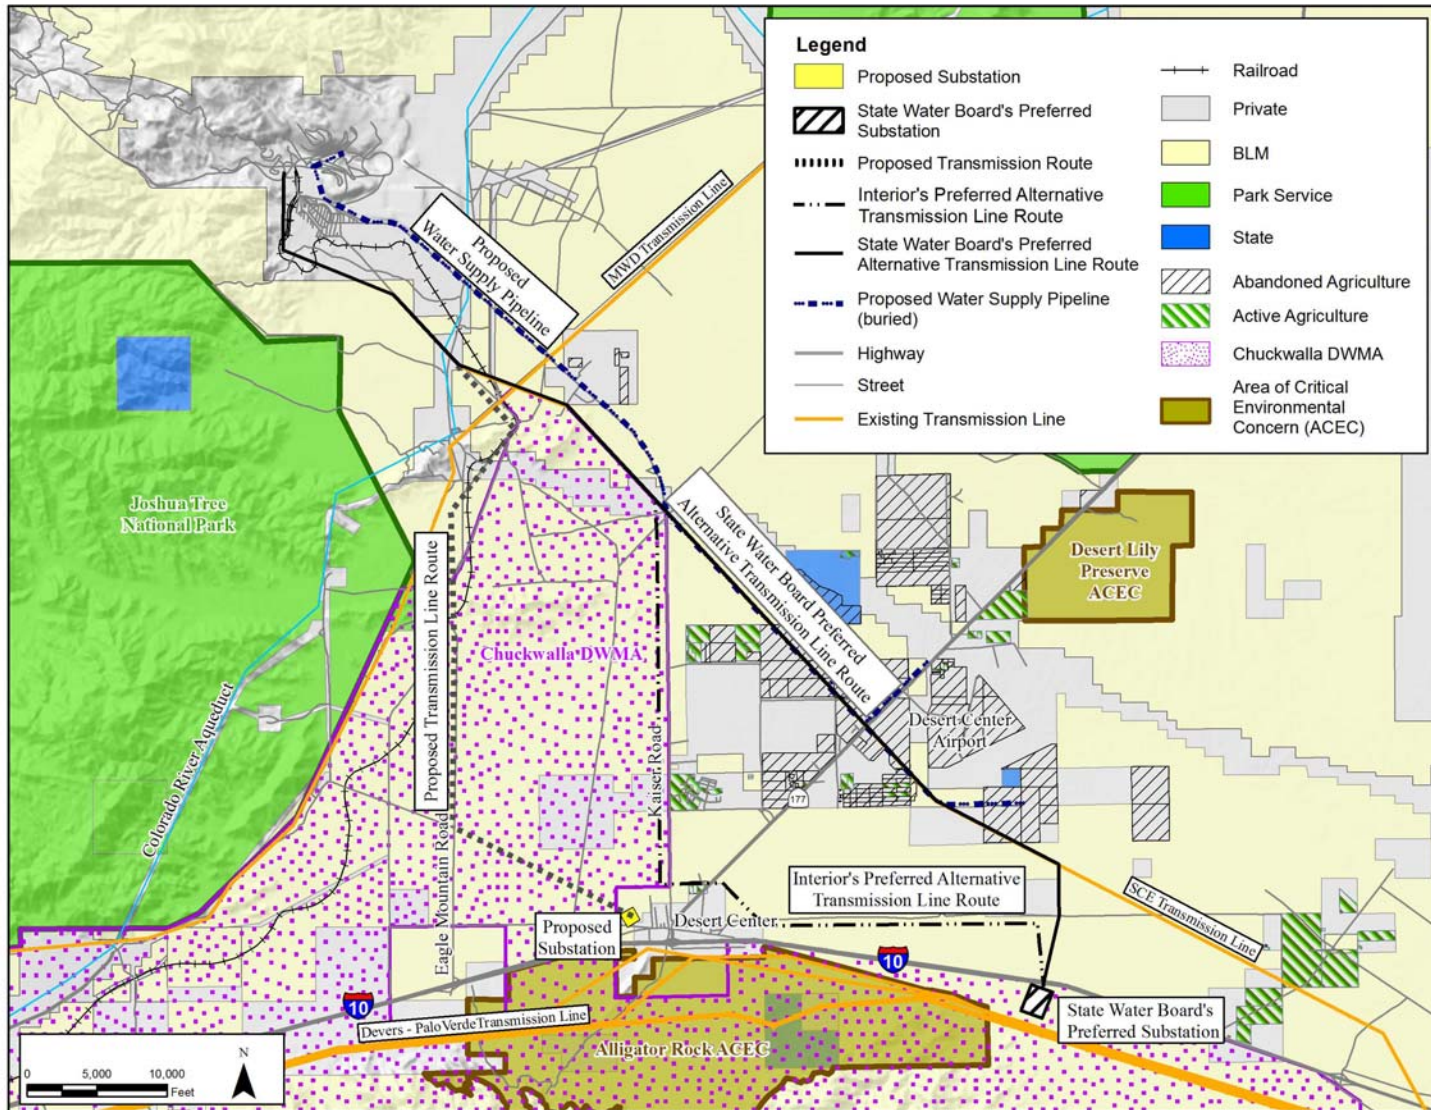 Legend
Proposed Substation
State Water Board's Preferred
Substation
Proposed Transmission Route
Interior's Preferred Alternative
Transmission Line Route
State Water Board's Preferred
Alternative Transmission Line Route
Proposed Water Supply Pipeline
(buried)
Highway
Street
Existing Transmission Line
Railroad
Private
BLM
Park Service
State
Abandoned Agriculture
Active Agriculture
Chuckwalla DWMA
Area of Critical
Environmental
Concern (ACEC)
Proposed
Water Supply Pipeline
MWD Transmission Line
Joshua Tree
National Park
State Water Board Preferred
Alternative Transmission Line Route
Desert Lily
Preserve
ACEC
Proposed Transmission Line Route
Chuckwalla DWMA
Colorado River Aqueduct
Kaiser Road
Eagle Mountain Road
Desert Center
Airport
177
Interior's Preferred Alternative
Transmission Line Route
SCE Transmission Line
Proposed
Substation
Desert Center
10
10
Devers - PaloVerdeTransmission Line
State Water Board's
Preferred Substation
Alligator Rock ACEC
N
0 5,000 10,000
Feet